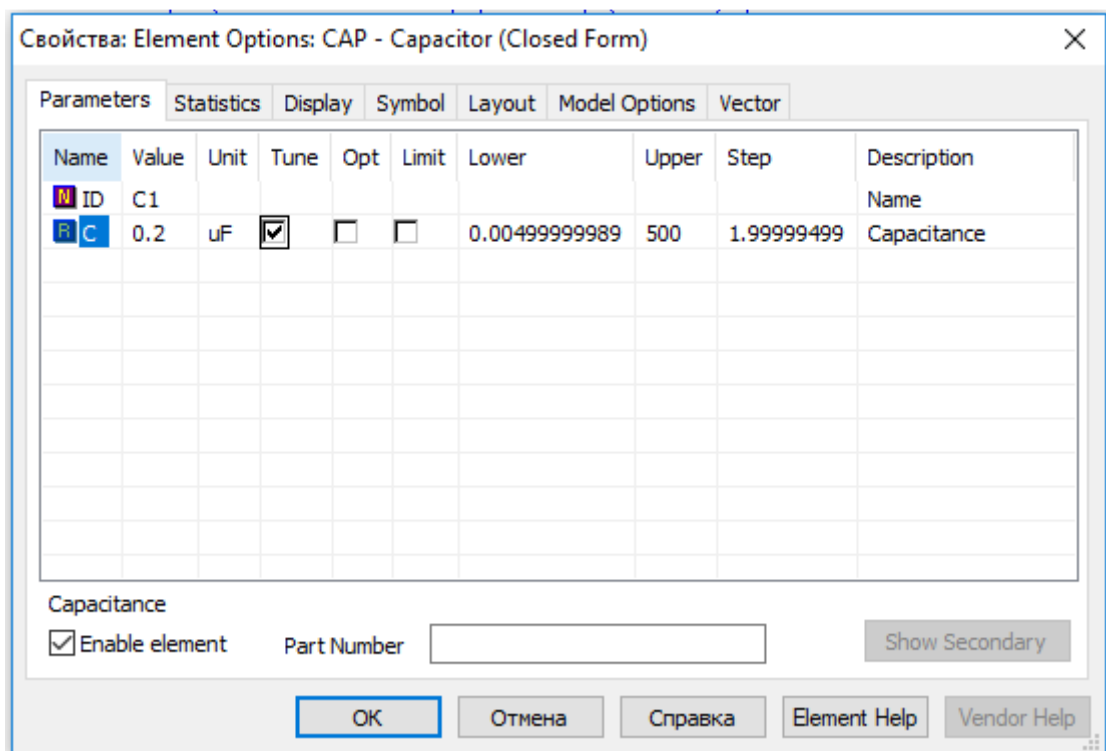 Свойства: Element Options: CAP - Capacitor (Closed Form)
Parameters Statistics Display Symbol Layout Model Options Vector
Name Value Unit Tune Opt Limit Lower Upper Step Description
N ID C1 Name
R C 0.2 uF 0.00499999989 500 1.99999499 Capacitance
Capacitance
Enable element Part Number Show Secondary
OK Отмена Справка Element Help Vendor Help